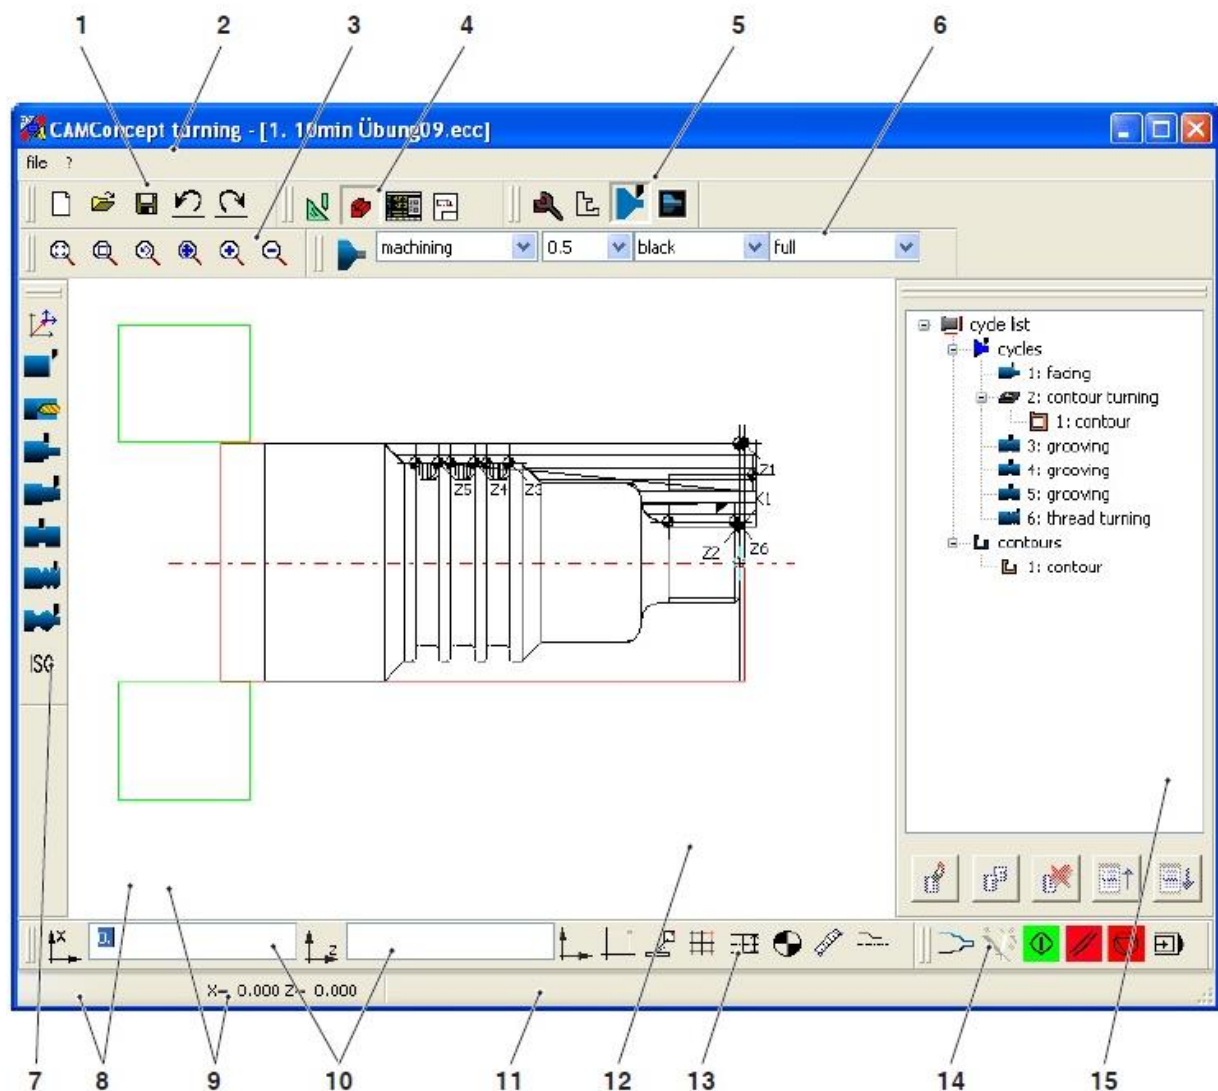 1 2 3 4 5 6
CAMConcept turning - [1. 10min Übung09.ecc]
file ?
machining 0.5 black full
cycle list
cycles
1: facing
2: contour turning
1: contour
3: grooving
4: grooving
5: grooving
6: thread turning
contours
1: contour
Z1
Z5 Z4 Z3
X1
Z2 Z6
ISO
X 0. Z
X= 0.000 Z= 0.000
7 8 9 10 11 12 13 14 15